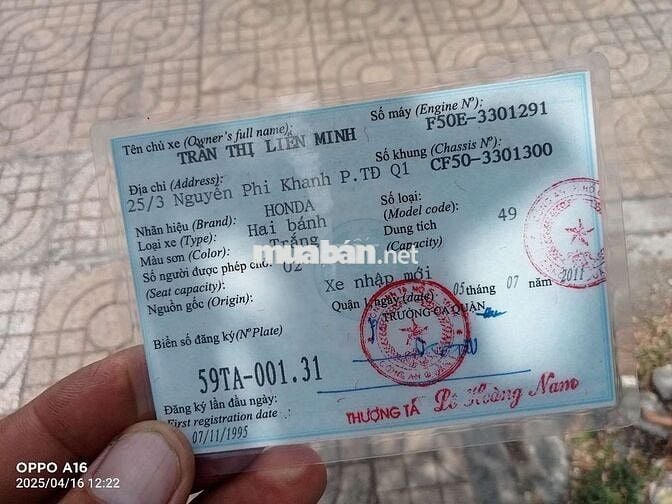 Tên chủ xe (Owner's full name):
TRẦN THỊ LIÊN MINH
Số máy (Engine Nº):
F50E-3301291
Địa chỉ (Address):
25/3 Nguyễn Phi Khanh P.TĐ Q1
Số khung (Chassis Nº):
CF50-3301300
Nhãn hiệu (Brand): HONDA
Số loại:
(Model code):
Loại xe (Type): Hai bánh
Dung tích 49
(Capacity)
Màu sơn (Color): Trắng
Số người được phép chở: 02
(Seat capacity):
Nguồn gốc (Origin): Xe nhập mới
muaban.net
Quận 1 ngày (date) 05 tháng 07 năm 2011
TRƯỞNG CA QUẬN
Biển số đăng ký (Nº Plate)
59TA-001.31
Đăng ký lần đầu ngày:
First registration date :
07/11/1995
THƯỢNG TÁ Lê Hoàng Nam
OPPO A16
2025/04/16 12:22